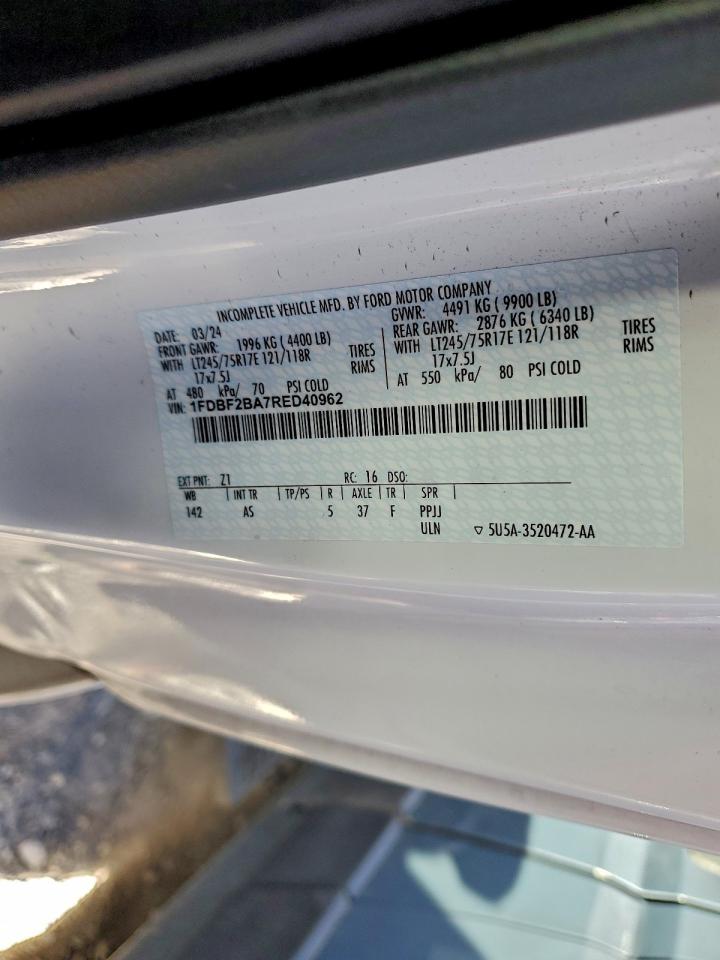 INCOMPLETE VEHICLE MFD. BY FORD MOTOR COMPANY
DATE: 03/24 GVWR: 4491 KG ( 9900 LB)
FRONT GAWR: 1996 KG ( 4400 LB) REAR GAWR: 2876 KG ( 6340 LB)
WITH LT245/75R17E 121/118R TIRES WITH LT245/75R17E 121/118R TIRES
17x7.5J RIMS 17x7.5J RIMS
AT 480 kPa/ 70 PSI COLD AT 550 kPa/ 80 PSI COLD
VIN: 1FDBF2BA7RED40962
EXT PNT: Z1 RC: 16 DSO:
WB | INT TR | TP/PS | R | AXLE | TR | SPR |
142 AS 5 37 F PPJJ
ULN ▽ 5U5A-3520472-AA